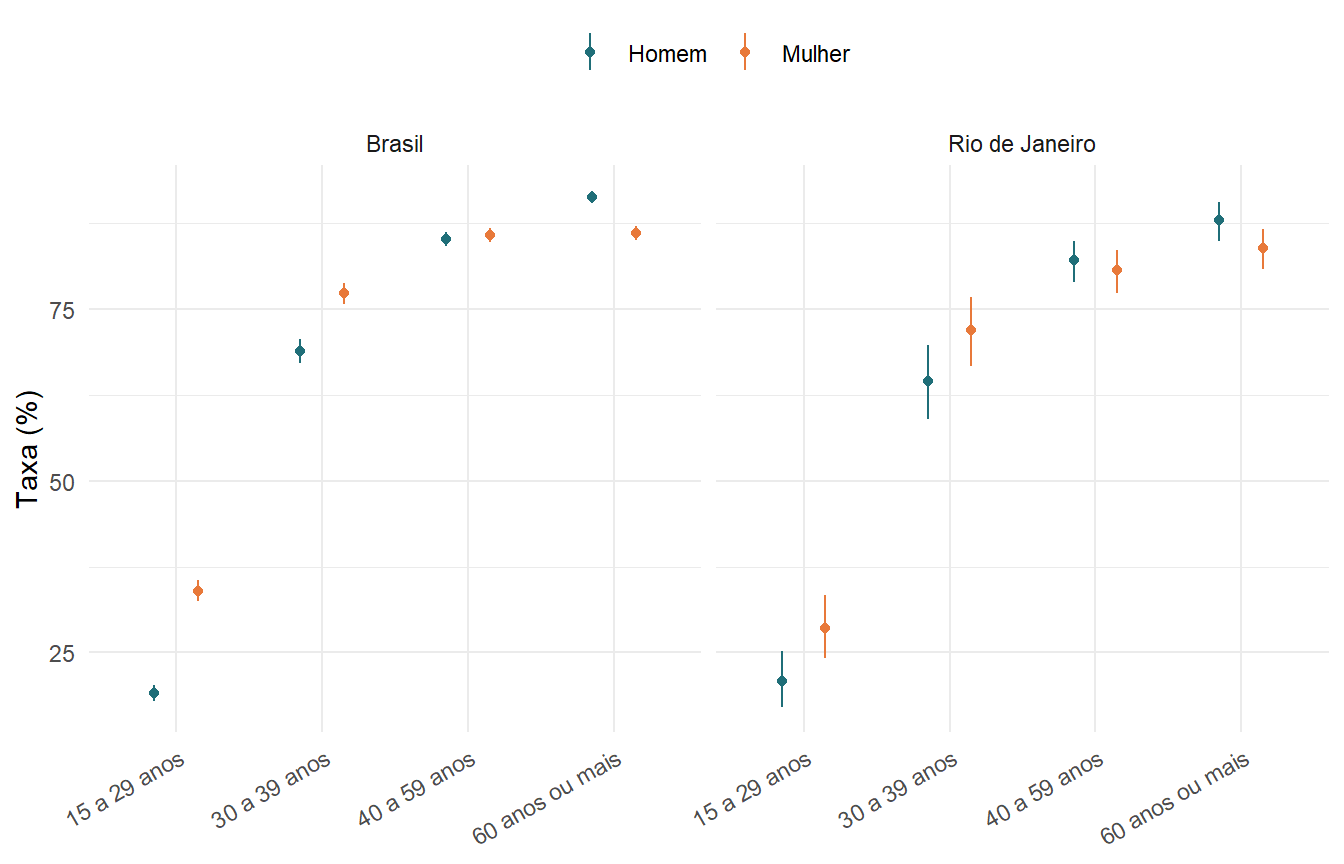 Homem Mulher
Brasil
Rio de Janeiro
Taxa (%)
75
50
25
15 a 29 anos
30 a 39 anos
40 a 59 anos
60 anos ou mais
15 a 29 anos
30 a 39 anos
40 a 59 anos
60 anos ou mais